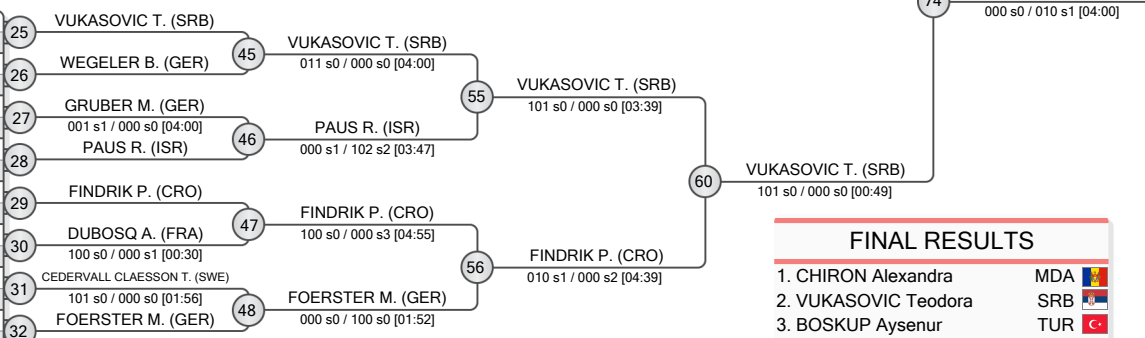 74
000 s0 / 010 s1 [04:00]
25
VUKASOVIC T. (SRB)
45
VUKASOVIC T. (SRB)
011 s0 / 000 s0 [04:00]
26
WEGELER B. (GER)
55
VUKASOVIC T. (SRB)
101 s0 / 000 s0 [03:39]
27
GRUBER M. (GER)
001 s1 / 000 s0 [04:00]
46
PAUS R. (ISR)
000 s1 / 102 s2 [03:47]
28
PAUS R. (ISR)
60
VUKASOVIC T. (SRB)
101 s0 / 000 s0 [00:49]
29
FINDRIK P. (CRO)
47
FINDRIK P. (CRO)
100 s0 / 000 s3 [04:55]
30
DUBOSQ A. (FRA)
100 s0 / 000 s1 [00:30]
56
FINDRIK P. (CRO)
010 s1 / 000 s2 [04:39]
31
CEDERVALL CLAESSON T. (SWE)
101 s0 / 000 s0 [01:56]
48
FOERSTER M. (GER)
000 s0 / 100 s0 [01:52]
32
FOERSTER M. (GER)
FINAL RESULTS
1. CHIRON Alexandra MDA
2. VUKASOVIC Teodora SRB
3. BOSKUP Aysenur TUR